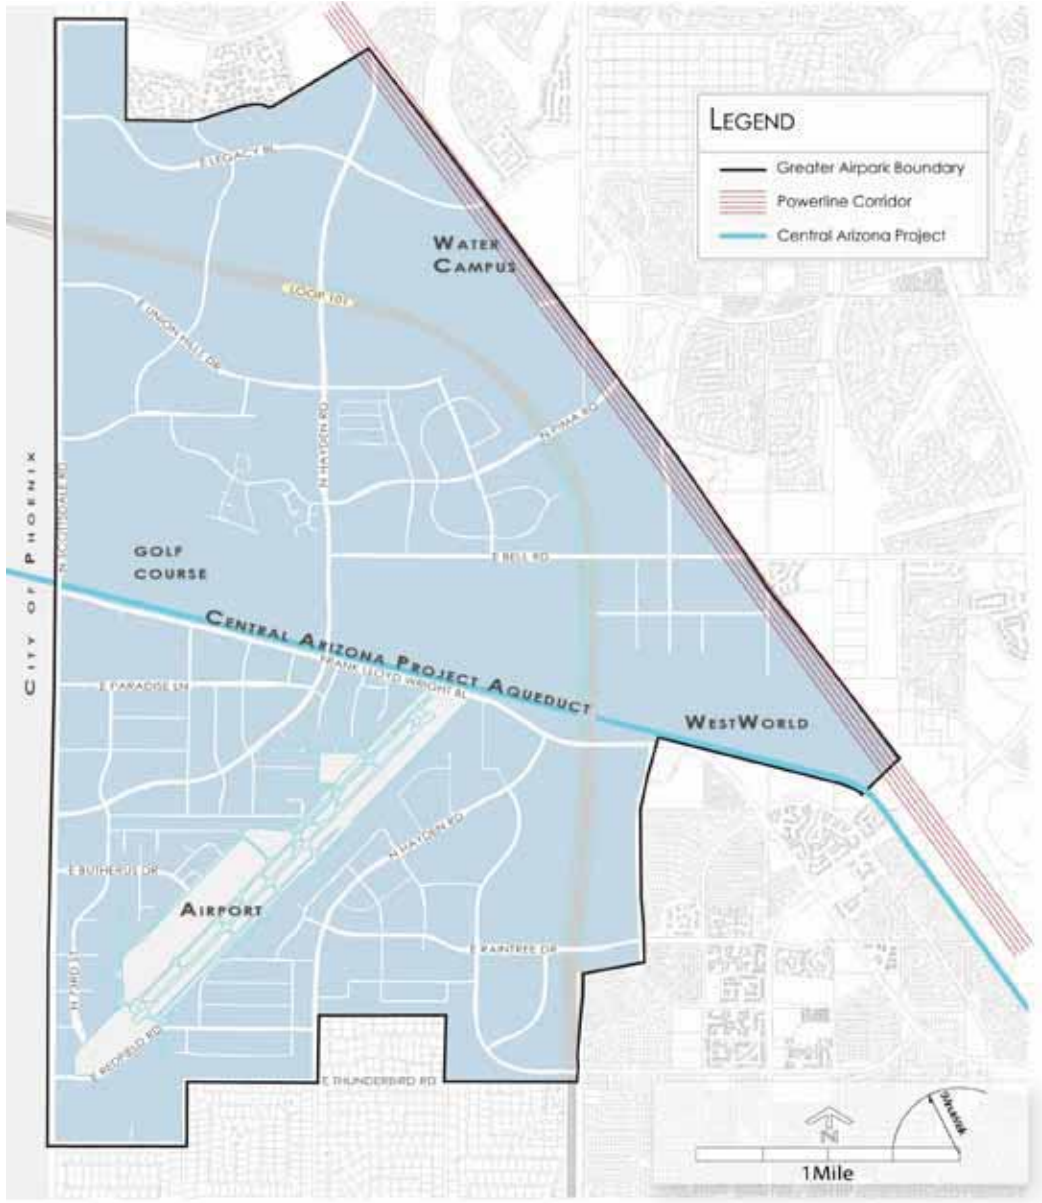 LEGEND
Greater Airpark Boundary
Powerline Corridor
Central Arizona Project
E LEGACY BL
WATER
CAMPUS
LOOP 101
E UNION HILLS DR
N HAYDEN RD
N PIMA RD
CITY OF PHOENIX
N SCOTTSDALE RD
GOLF
COURSE
E BELL RD
CENTRAL ARIZONA PROJECT AQUEDUCT
FRANK LLOYD WRIGHT BL
E PARADISE LN
WESTWORLD
N HAYDEN RD
E BUTHERUS DR
AIRPORT
E RAINTREE DR
N 73RD ST
E REDFIELD RD
E THUNDERBIRD RD
N
1Mile